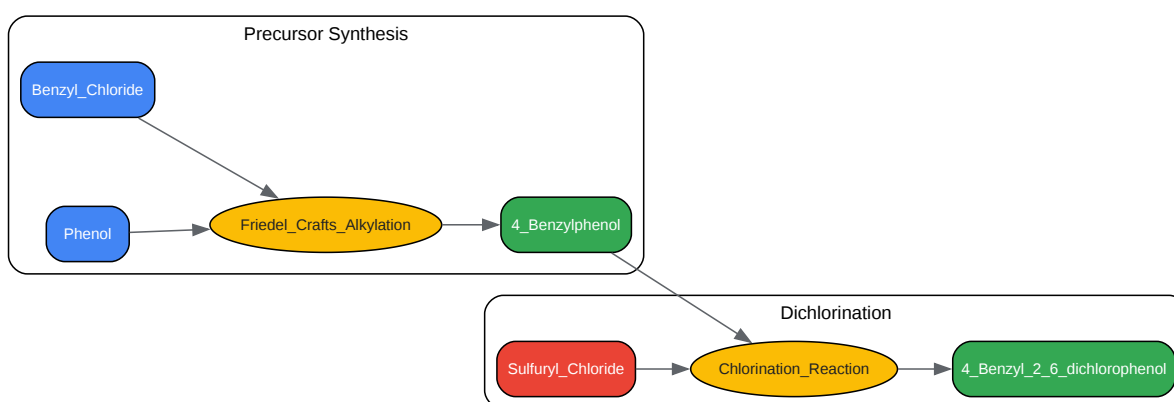 Precursor Synthesis
Benzyl_Chloride
Phenol
Friedel_Crafts_Alkylation
4_Benzylphenol
Dichlorination
Sulfuryl_Chloride
Chlorination_Reaction
4_Benzyl_2_6_dichlorophenol